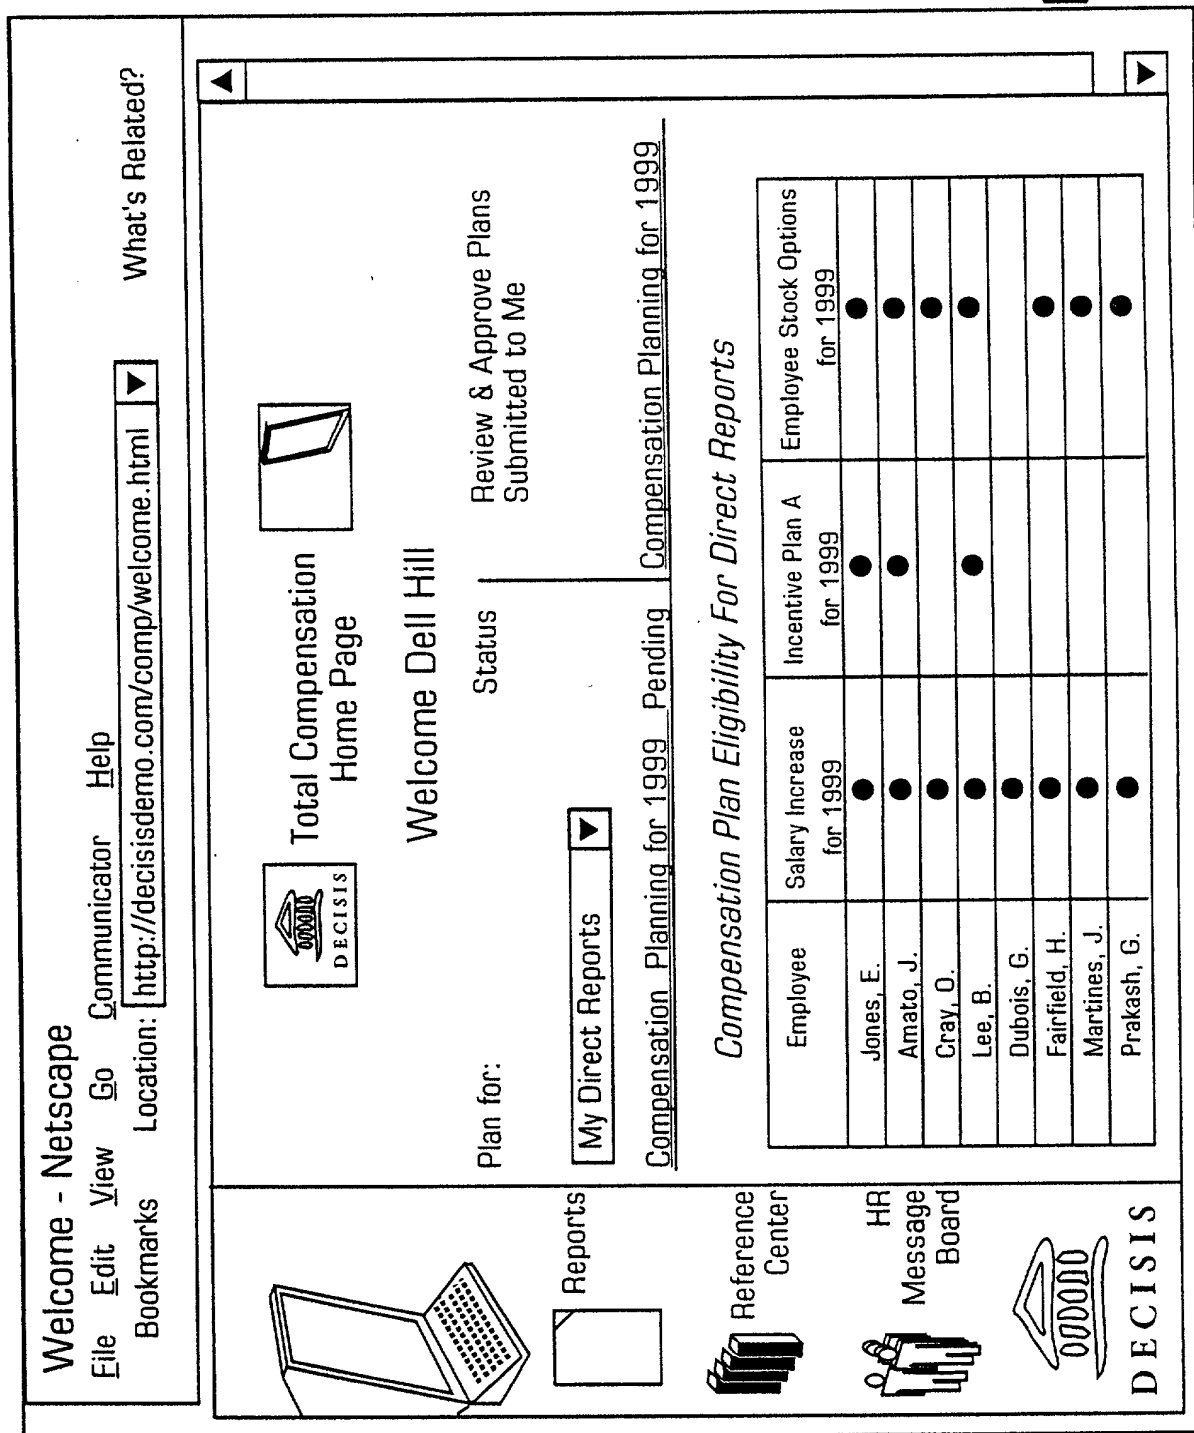 Welcome - Netscape
File Edit View Go Communicator Help
Bookmarks Location: http://decisisdemo.com/comp/welcome.html What's Related?
Reports
Reference
Center
HR
Message
Board
DECISIS
DECISIS
Total Compensation
Home Page
Welcome Dell Hill
Plan for: Status Review & Approve Plans
Submitted to Me
My Direct Reports
Compensation Planning for 1999 Pending Compensation Planning for 1999
Compensation Plan Eligibility For Direct Reports
Employee Salary Increase for 1999 Incentive Plan A for 1999 Employee Stock Options for 1999
Jones, E. ● ● ●
Amato, J. ● ● ●
Cray, O. ● ●
Lee, B. ● ● ●
Dubois, G. ●
Fairfield, H. ● ●
Martines, J. ● ●
Prakash, G. ● ●